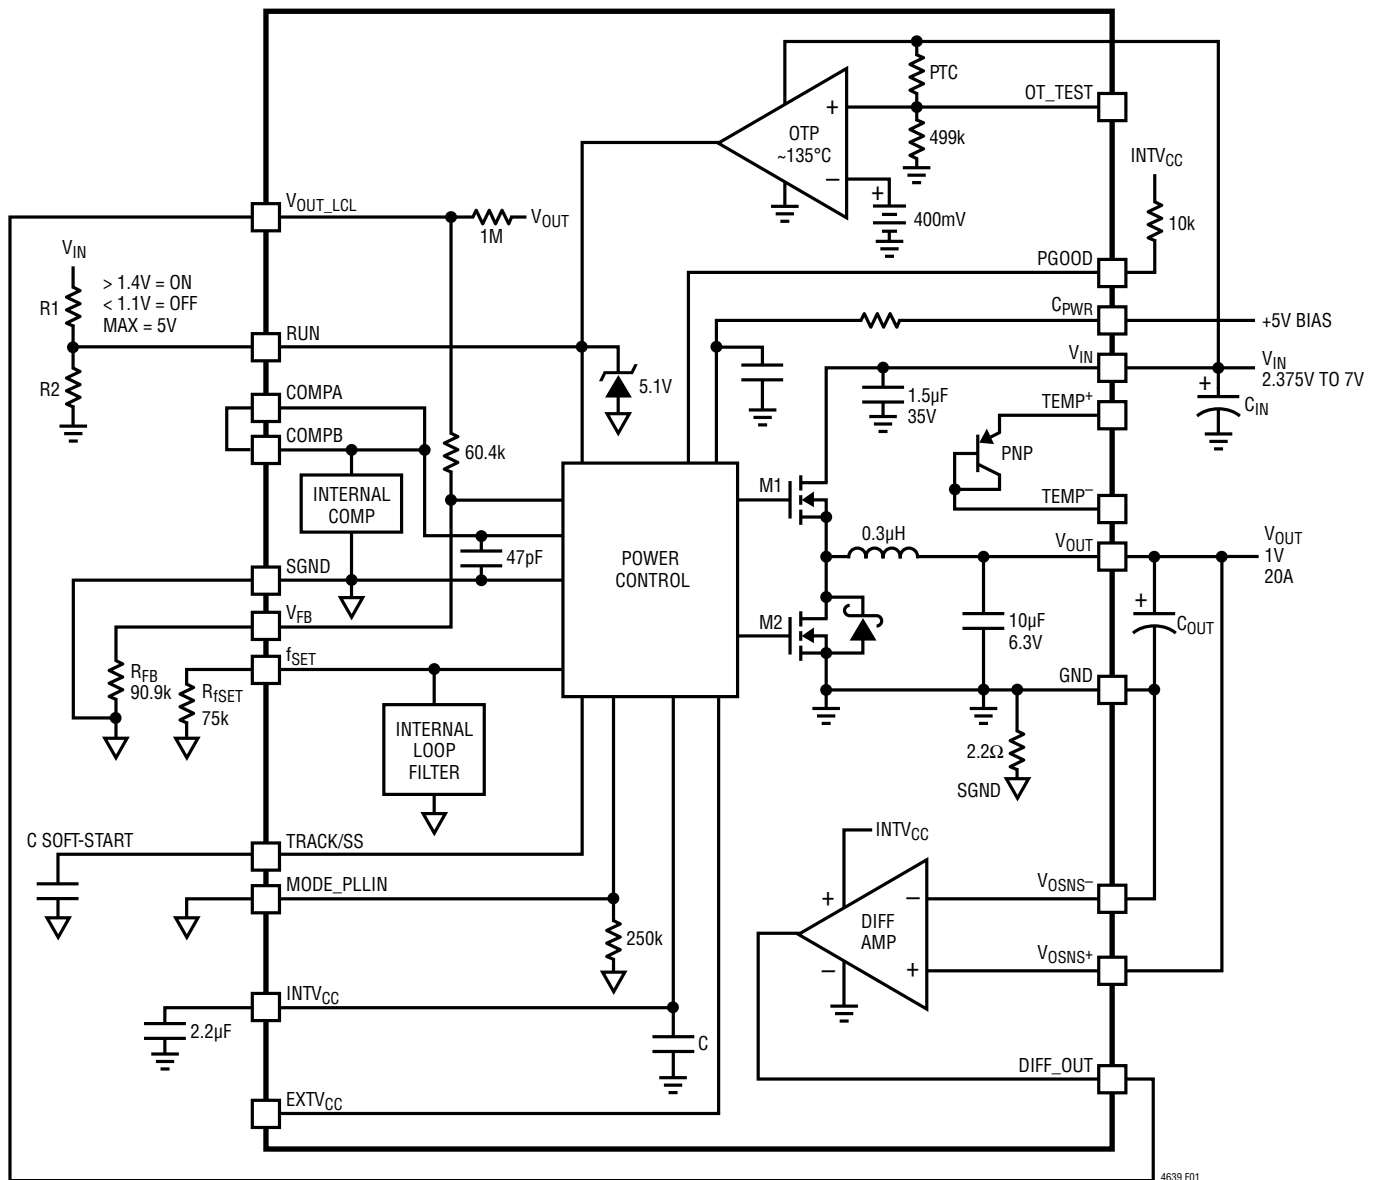 PTC
OT_TEST
+
OTP
~135°C
499k
–
INTVCC
+
400mV
10k
VOUT_LCL
1M
VOUT
VIN
PGOOD
> 1.4V = ON
< 1.1V = OFF
MAX = 5V
R1
CPWR
+5V BIAS
RUN
VIN
VIN
2.375V TO 7V
R2
5.1V
1.5µF
35V
+
CIN
COMPA
TEMP+
COMPB
60.4k
PNP
INTERNAL
COMP
M1
TEMP–
47pF
POWER
CONTROL
0.3µH
VOUT
VOUT
1V
20A
SGND
VFB
M2
10µF
6.3V
+
COUT
fSET
RFB
90.9k
RfSET
75k
GND
INTERNAL
LOOP
FILTER
2.2Ω
SGND
C SOFT-START
TRACK/SS
INTVCC
MODE_PLLIN
+
–
VOSNS–
DIFF
AMP
250k
–
+
VOSNS+
INTVCC
2.2µF
C
DIFF_OUT
EXTVCC
4639 F01